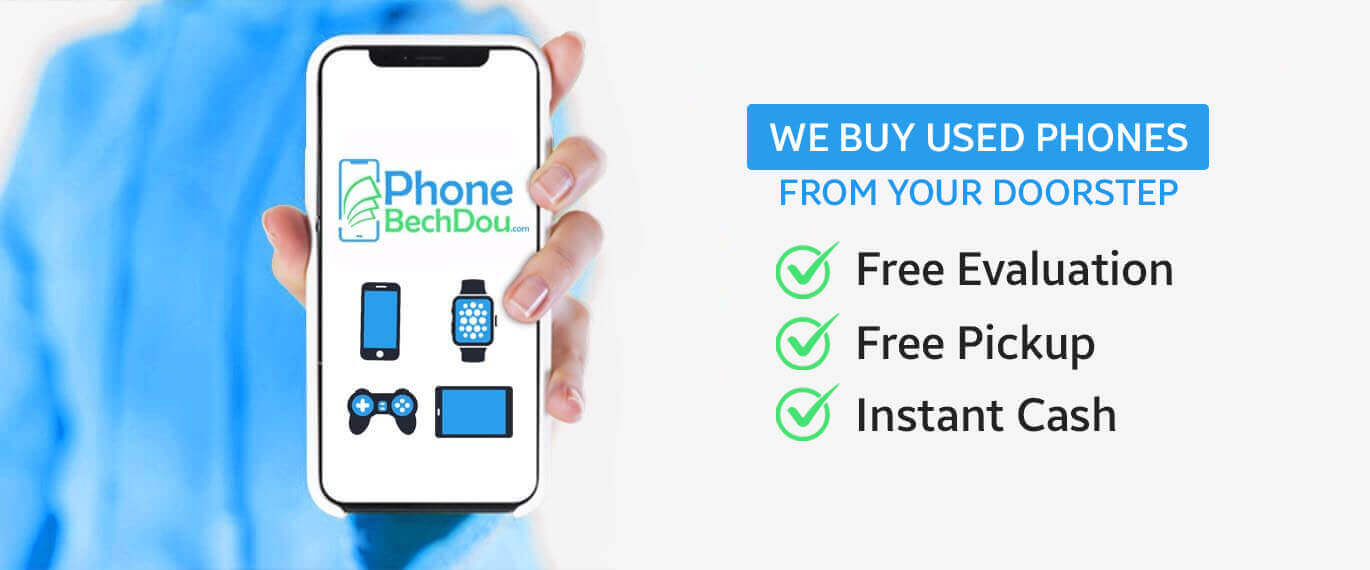 Phone
BechDou.com
WE BUY USED PHONES
FROM YOUR DOORSTEP
Free Evaluation
Free Pickup
Instant Cash